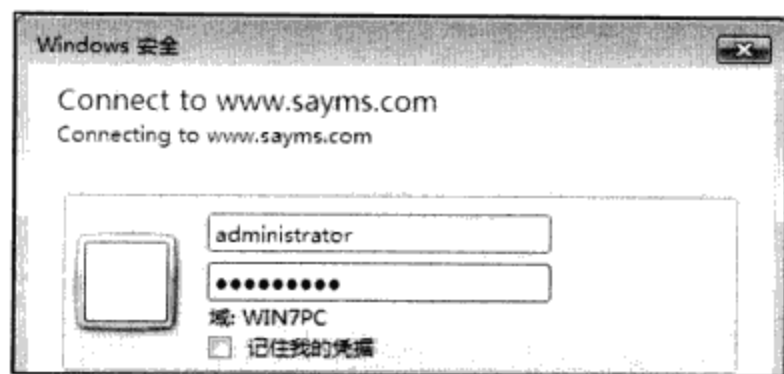 Windows 安全
Connect to www.sayms.com
Connecting to www.sayms.com
administrator
●●●●●●●●●
域: WIN7PC
记住我的凭据